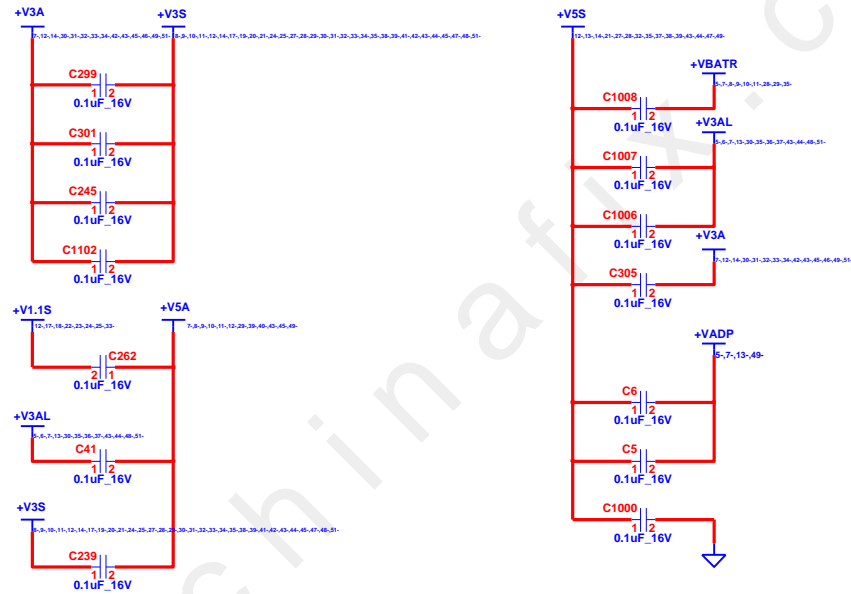 +V3A
+V3S
7-,12-,14-,30-,31-,32-,33-,34-,42-,43-,45-,46-,49-,51-
8-,9-,10-,11-,12-,14-,17-,19-,20-,21-,24-,25-,27-,28-,29-,30-,31-,32-,33-,34-,35-,38-,39-,41-,42-,43-,44-,45-,47-,48-,51-
C299
1 2
0.1uF_16V
C301
1 2
0.1uF_16V
C245
1 2
0.1uF_16V
C1102
2 1
0.1uF_16V
+V1.1S
+V5A
12-,17-,18-,22-,23-,24-,25-,33-
7-,8-,9-,10-,11-,12-,29-,39-,40-,43-,45-,49-
C262
2 1
0.1uF_16V
+V3AL
5-,6-,7-,13-,30-,35-,36-,37-,43-,44-,48-,51-
C41
1 2
0.1uF_16V
+V3S
8-,9-,10-,11-,12-,14-,17-,19-,20-,21-,24-,25-,27-,28-,29-,30-,31-,32-,33-,34-,35-,38-,39-,41-,42-,43-,44-,45-,47-,48-,51-
C239
1 2
0.1uF_16V
+V5S
12-,13-,14-,21-,27-,28-,32-,35-,37-,38-,39-,43-,44-,47-,49-
+VBATR
5-,7-,8-,9-,10-,11-,28-,29-,35-
C1008
1 2
0.1uF_16V
+V3AL
5-,6-,7-,13-,30-,35-,36-,37-,43-,44-,48-,51-
C1007
1 2
0.1uF_16V
C1006
1 2
0.1uF_16V
+V3A
7-,12-,14-,30-,31-,32-,33-,34-,42-,43-,45-,46-,49-,51-
C305
1 2
0.1uF_16V
+VADP
5-,7-,13-,49-
C6
1 2
0.1uF_16V
C5
1 2
0.1uF_16V
C1000
1 2
0.1uF_16V
chinafix.c